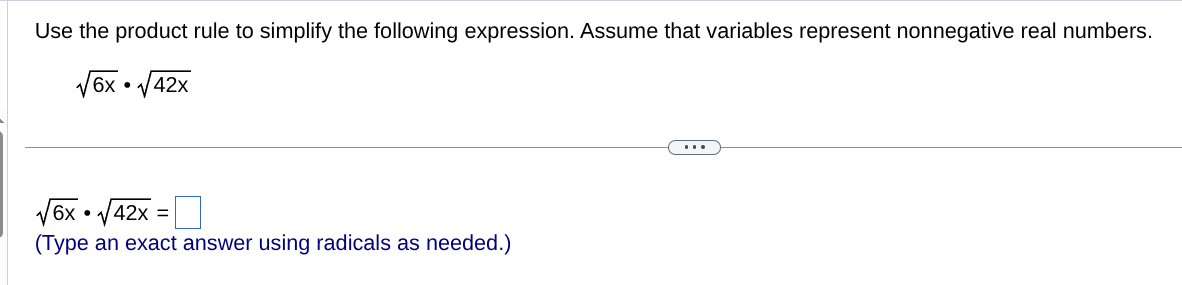 Use the product rule to simplify the following expression. Assume that variables represent nonnegative real numbers.
√6x • √42x
√6x • √42x =
(Type an exact answer using radicals as needed.)